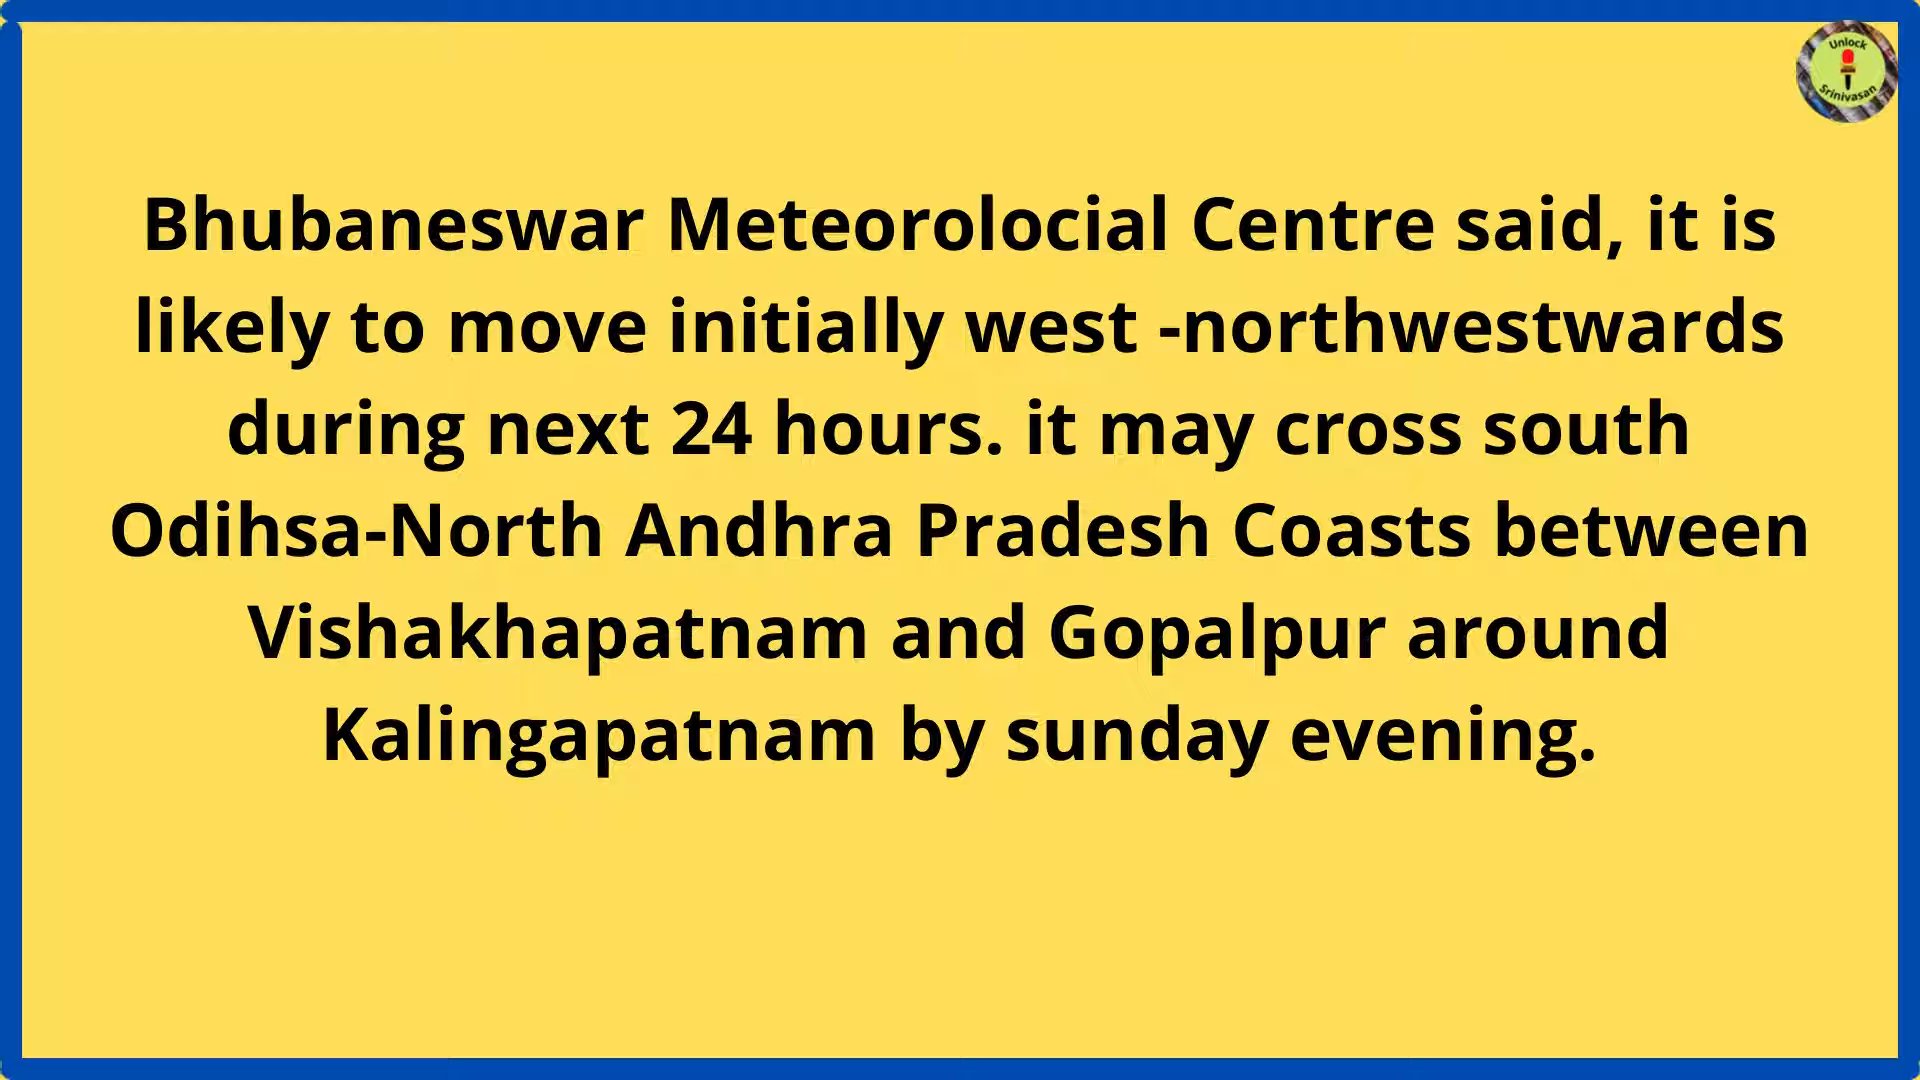 Unlock
Srinivasan
Bhubaneswar Meteorolocial Centre said, it is
likely to move initially west -northwestwards
during next 24 hours. it may cross south
Odihsa-North Andhra Pradesh Coasts between
Vishakhapatnam and Gopalpur around
Kalingapatnam by sunday evening.